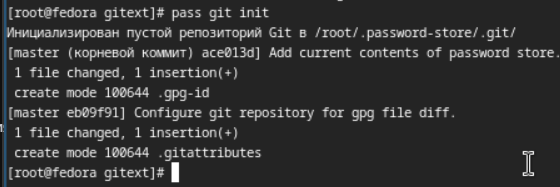 [root@fedora gitext]# pass git init
Инициализирован пустой репозиторий Git в /root/.password-store/.git/
[master (корневой коммит) ace013d] Add current contents of password store.
 1 file changed, 1 insertion(+)
 create mode 100644 .gpg-id
[master eb09f91] Configure git repository for gpg file diff.
 1 file changed, 1 insertion(+)
 create mode 100644 .gitattributes
[root@fedora gitext]#